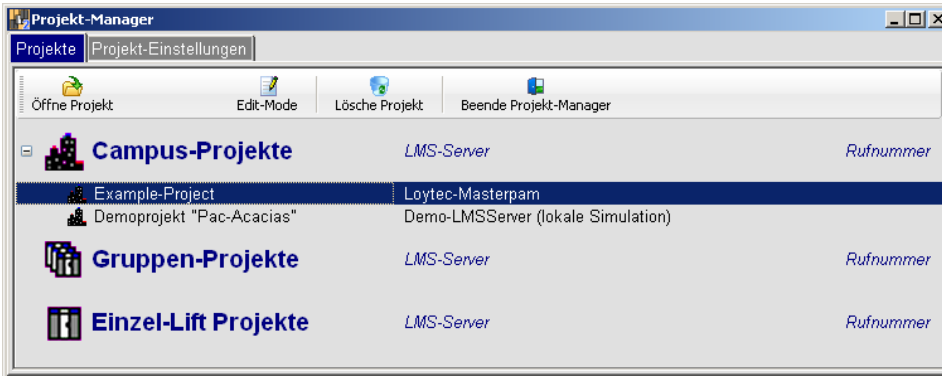 Projekt-Manager
Projekte Projekt-Einstellungen
Öffne Projekt Edit-Mode Lösche Projekt Beende Projekt-Manager
Campus-Projekte LMS-Server Rufnummer
Example-Project Loytec-Masterpam
Demoprojekt "Pac-Acacias" Demo-LMSServer (lokale Simulation)
Gruppen-Projekte LMS-Server Rufnummer
Einzel-Lift Projekte LMS-Server Rufnummer